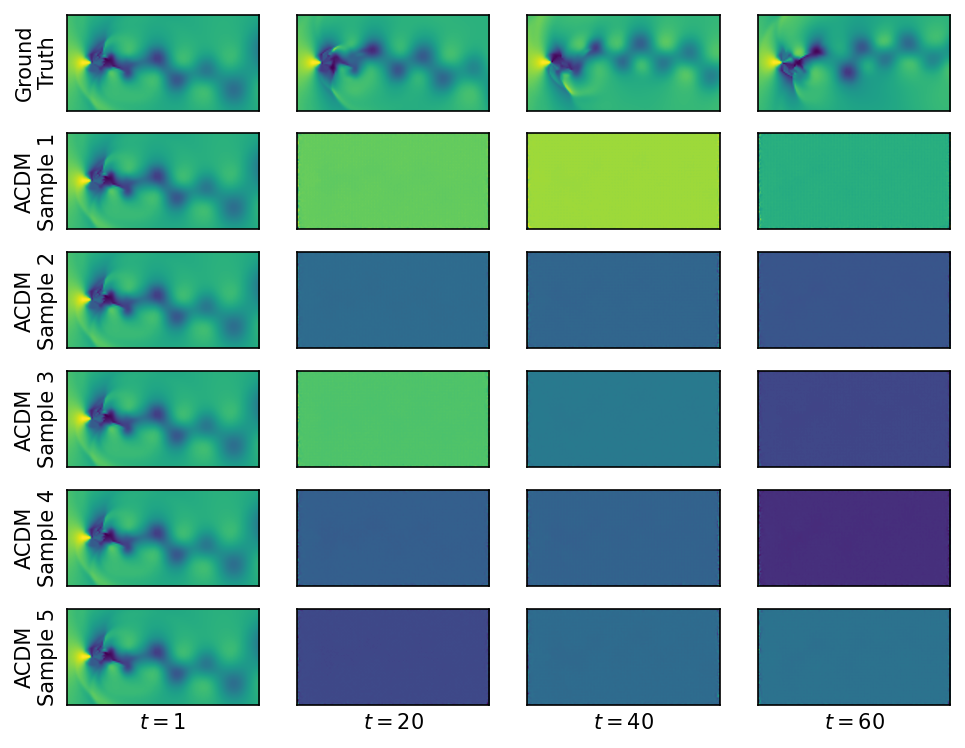 Ground
Truth
ACDM
Sample 1
ACDM
Sample 2
ACDM
Sample 3
ACDM
Sample 4
ACDM
Sample 5
t = 1
t = 20
t = 40
t = 60